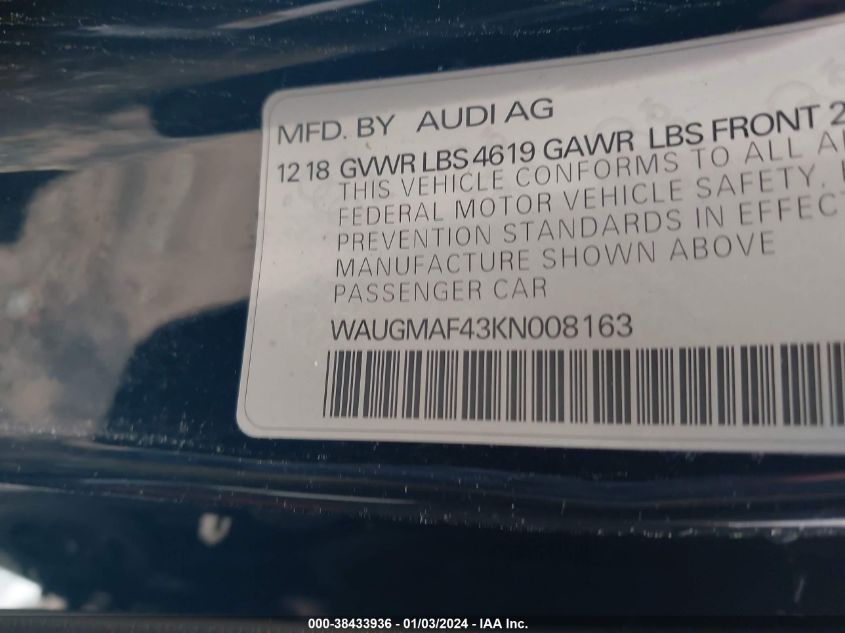 MFD. BY AUDI AG
12 18 GVWR LBS 4619 GAWR LBS FRONT 2
THIS VEHICLE CONFORMS TO ALL A
FEDERAL MOTOR VEHICLE SAFETY,
PREVENTION STANDARDS IN EFFEC
MANUFACTURE SHOWN ABOVE
PASSENGER CAR
WAUGMAF43KN008163
000-38433936 - 01/03/2024 - IAA Inc.